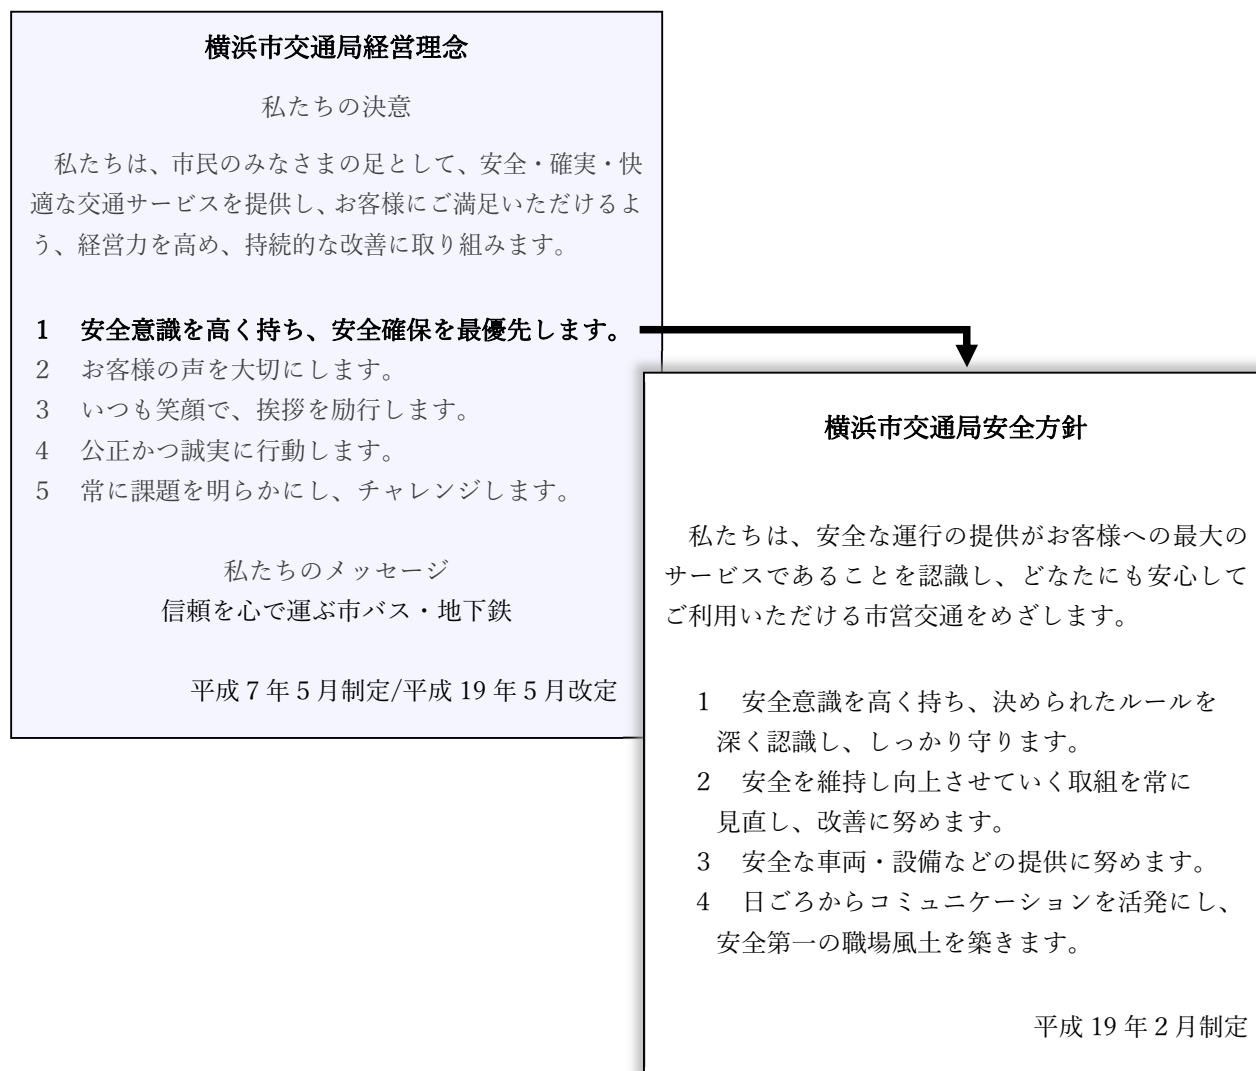 横浜市交通局経営理念
私たちの決意
私たちは、市民のみなさまの足として、安全・確実・快
適な交通サービスを提供し、お客様にご満足いただけるよ
う、経営力を高め、持続的な改善に取り組みます。
1　安全意識を高く持ち、安全確保を最優先します。
2　お客様の声を大切にします。
3　いつも笑顔で、挨拶を励行します。
4　公正かつ誠実に行動します。
5　常に課題を明らかにし、チャレンジします。
私たちのメッセージ
信頼を心で運ぶ市バス・地下鉄
平成 7 年 5 月制定/平成 19 年 5 月改定
横浜市交通局安全方針
私たちは、安全な運行の提供がお客様への最大の
サービスであることを認識し、どなたにも安心して
ご利用いただける市営交通をめざします。
1　安全意識を高く持ち、決められたルールを
深く認識し、しっかり守ります。
2　安全を維持し向上させていく取組を常に
見直し、改善に努めます。
3　安全な車両・設備などの提供に努めます。
4　日ごろからコミュニケーションを活発にし、
安全第一の職場風土を築きます。
平成 19 年 2 月制定